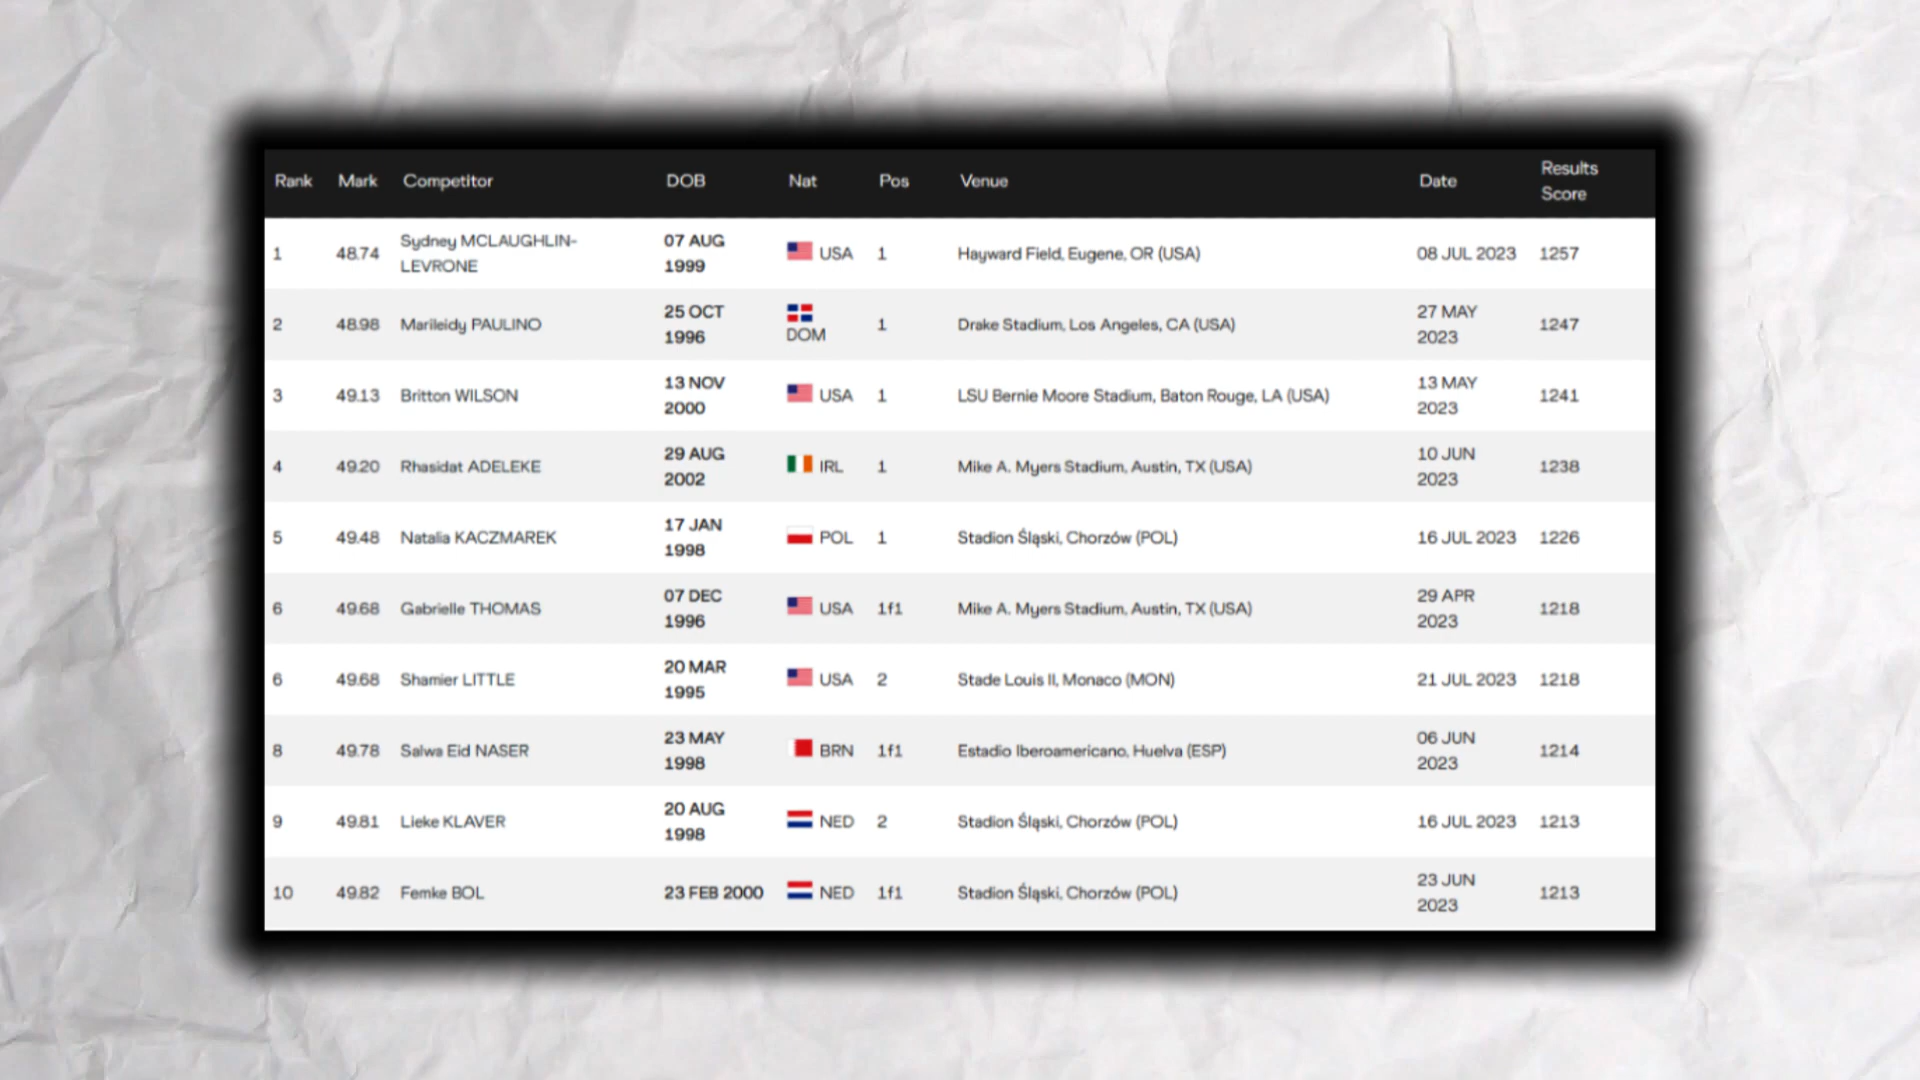 Rank Mark Competitor DOB Nat Pos Venue Date Results Score
1 48.74 Sydney MCLAUGHLIN-LEVRONE 07 AUG 1999 USA 1 Hayward Field, Eugene, OR (USA) 08 JUL 2023 1257
2 48.98 Marileidy PAULINO 25 OCT 1996 DOM 1 Drake Stadium, Los Angeles, CA (USA) 27 MAY 2023 1247
3 49.13 Britton WILSON 13 NOV 2000 USA 1 LSU Bernie Moore Stadium, Baton Rouge, LA (USA) 13 MAY 2023 1241
4 49.20 Rhasidat ADELEKE 29 AUG 2002 IRL 1 Mike A. Myers Stadium, Austin, TX (USA) 10 JUN 2023 1238
5 49.48 Natalia KACZMAREK 17 JAN 1998 POL 1 Stadion Śląski, Chorzów (POL) 16 JUL 2023 1226
6 49.68 Gabrielle THOMAS 07 DEC 1996 USA 1f1 Mike A. Myers Stadium, Austin, TX (USA) 29 APR 2023 1218
6 49.68 Shamier LITTLE 20 MAR 1995 USA 2 Stade Louis II, Monaco (MON) 21 JUL 2023 1218
8 49.78 Salwa Eid NASER 23 MAY 1998 BRN 1f1 Estadio Iberoamericano, Huelva (ESP) 06 JUN 2023 1214
9 49.81 Lieke KLAVER 20 AUG 1998 NED 2 Stadion Śląski, Chorzów (POL) 16 JUL 2023 1213
10 49.82 Femke BOL 23 FEB 2000 NED 1f1 Stadion Śląski, Chorzów (POL) 23 JUN 2023 1213